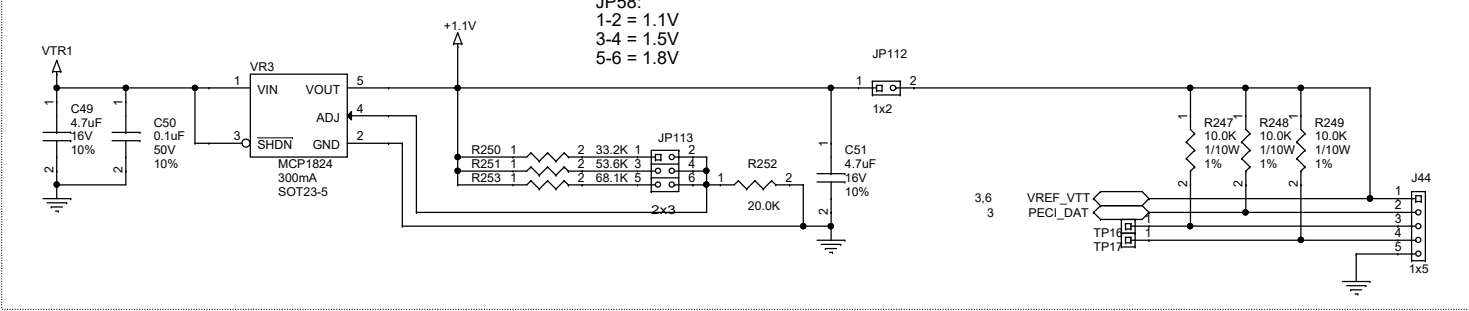 JP58:
1-2 = 1.1V
3-4 = 1.5V
5-6 = 1.8V
VTR1
+1.1V
JP112
VR3
1 VIN VOUT 5
ADJ 4
3 SHDN GND 2
MCP1824
300mA
SOT23-5
1
C49
4.7uF
16V
10%
2
1
C50
0.1uF
50V
10%
2
JP113
R250 1 2 33.2K 1 2
R251 1 2 53.6K 3 4
R253 1 2 68.1K 5 6
2x3
R252
1 2
20.0K
1
C51
4.7uF
16V
10%
2
1 2
1x2
1
R247
10.0K
1/10W
1%
2
1
R248
10.0K
1/10W
1%
2
1
R249
10.0K
1/10W
1%
2
J44
3,6 VREF_VTT 1
3 PECI_DAT 2
TP16 1 3
TP17 1 4
5
1x5